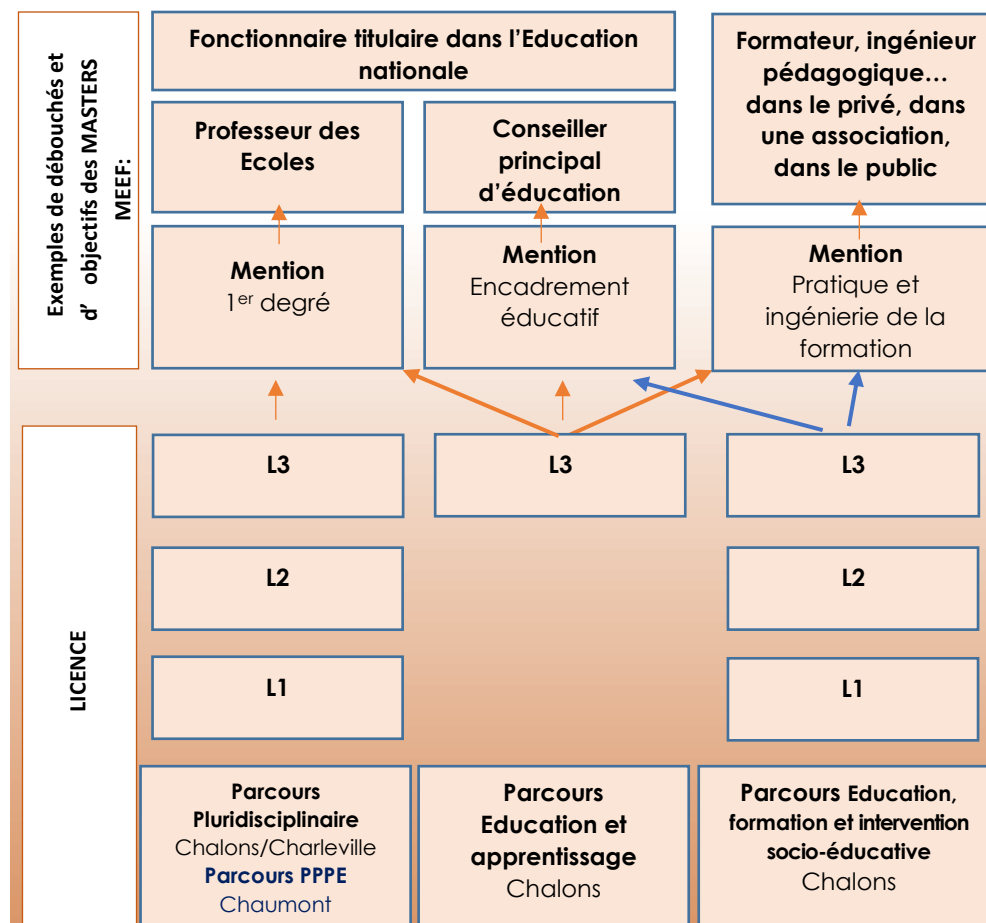 Exemples de débouchés et
d’ objectifs des MASTERS
MEEF:
Fonctionnaire titulaire dans l’Education
nationale
Formateur, ingénieur
pédagogique…
dans le privé, dans
une association,
dans le public
Professeur des
Ecoles
Conseiller
principal
d’éducation
Mention
1er degré
Mention
Encadrement
éducatif
Mention
Pratique et
ingénierie de la
formation
LICENCE
L3
L3
L3
L2
L2
L1
L1
Parcours
Pluridisciplinaire
Chalons/Charleville
Parcours PPPE
Chaumont
Parcours
Education et
apprentissage
Chalons
Parcours Education,
formation et intervention
socio-éducative
Chalons